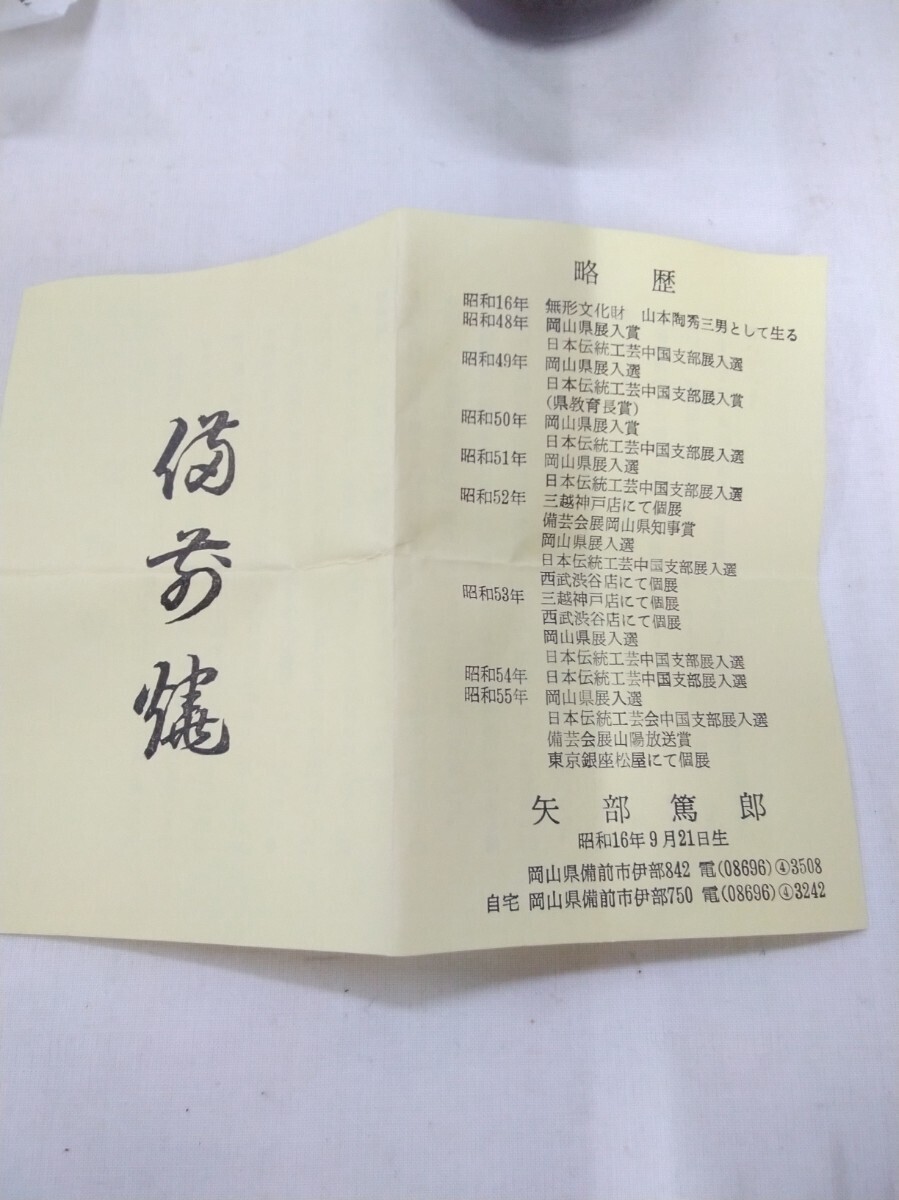 備前焼
略歴
昭和16年 無形文化財 山本陶秀三男として生る
昭和48年 岡山県展入賞
日本伝統工芸中国支部展入選
昭和49年 岡山県展入選
日本伝統工芸中国支部展入賞
(県教育長賞)
昭和50年 岡山県展入賞
日本伝統工芸中国支部展入選
昭和51年 岡山県展入選
日本伝統工芸中国支部展入選
昭和52年 三越神戸店にて個展
備芸会展岡山県知事賞
岡山県展入選
日本伝統工芸中国支部展入選
西武渋谷店にて個展
昭和53年 三越神戸店にて個展
西武渋谷店にて個展
岡山県展入選
日本伝統工芸中国支部展入選
昭和54年 日本伝統工芸中国支部展入選
昭和55年 岡山県展入選
日本伝統工芸会中国支部展入選
備芸会展山陽放送賞
東京銀座松屋にて個展
矢部篤郎
昭和16年9月21日生
岡山県備前市伊部842 電(08696)④3508
自宅 岡山県備前市伊部750 電(08696)④3242